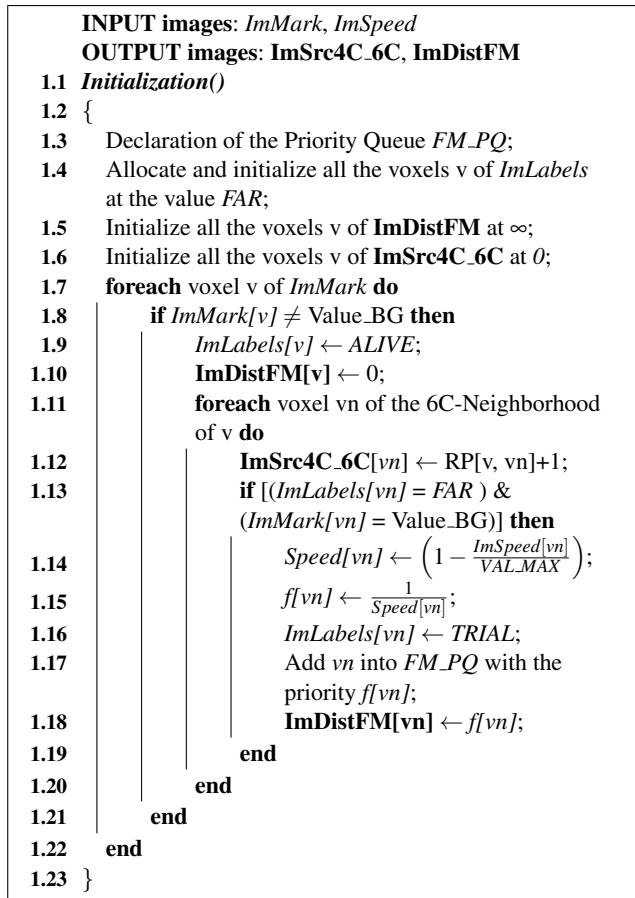 INPUT images: ImMark, ImSpeed
OUTPUT images: ImSrc4C_6C, ImDistFM
1.1 Initialization()
1.2 {
1.3 Declaration of the Priority Queue FM_PQ;
1.4 Allocate and initialize all the voxels v of ImLabels
at the value FAR;
1.5 Initialize all the voxels v of ImDistFM at ∞;
1.6 Initialize all the voxels v of ImSrc4C_6C at 0;
1.7 foreach voxel v of ImMark do
1.8 if ImMark[v] ≠ Value_BG then
1.9 ImLabels[v] ← ALIVE;
1.10 ImDistFM[v] ← 0;
1.11 foreach voxel vn of the 6C-Neighborhood
of v do
1.12 ImSrc4C_6C[vn] ← RP[v, vn]+1;
1.13 if [(ImLabels[vn] = FAR ) &
(ImMark[vn] = Value_BG)] then
1.14 Speed[vn] ← (1 − ImSpeed[vn]/VAL_MAX);
1.15 f[vn] ← 1/Speed[vn];
1.16 ImLabels[vn] ← TRIAL;
1.17 Add vn into FM_PQ with the
priority f[vn];
1.18 ImDistFM[vn] ← f[vn];
1.19 end
1.20 end
1.21 end
1.22 end
1.23 }